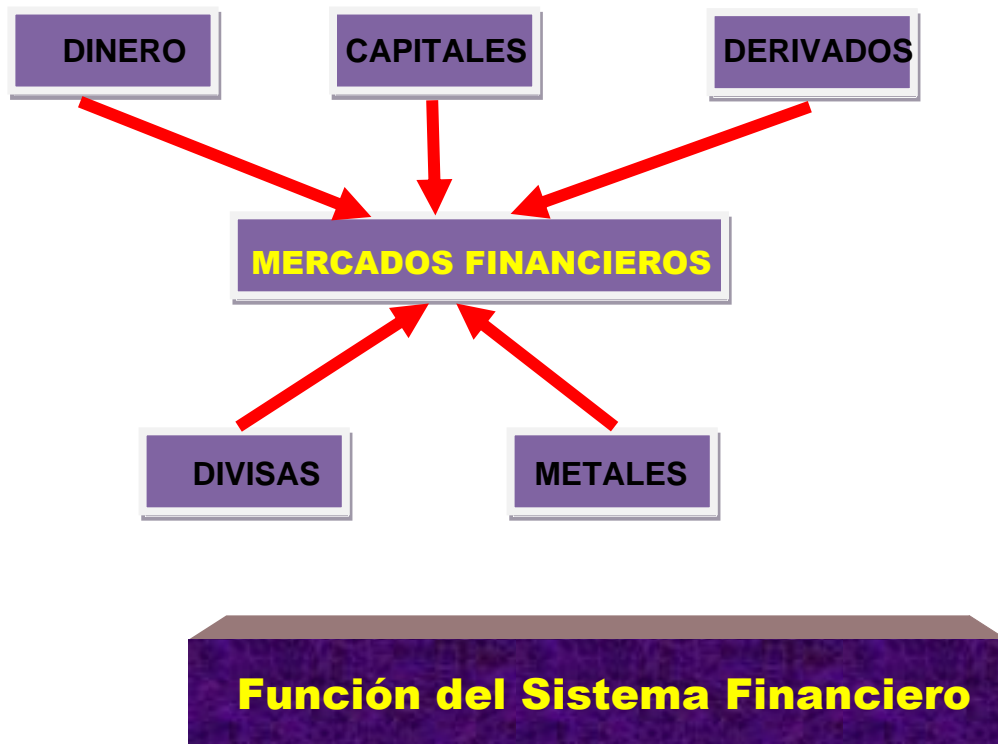 DINERO
CAPITALES
DERIVADOS
MERCADOS FINANCIEROS
DIVISAS
METALES
Función del Sistema Financiero